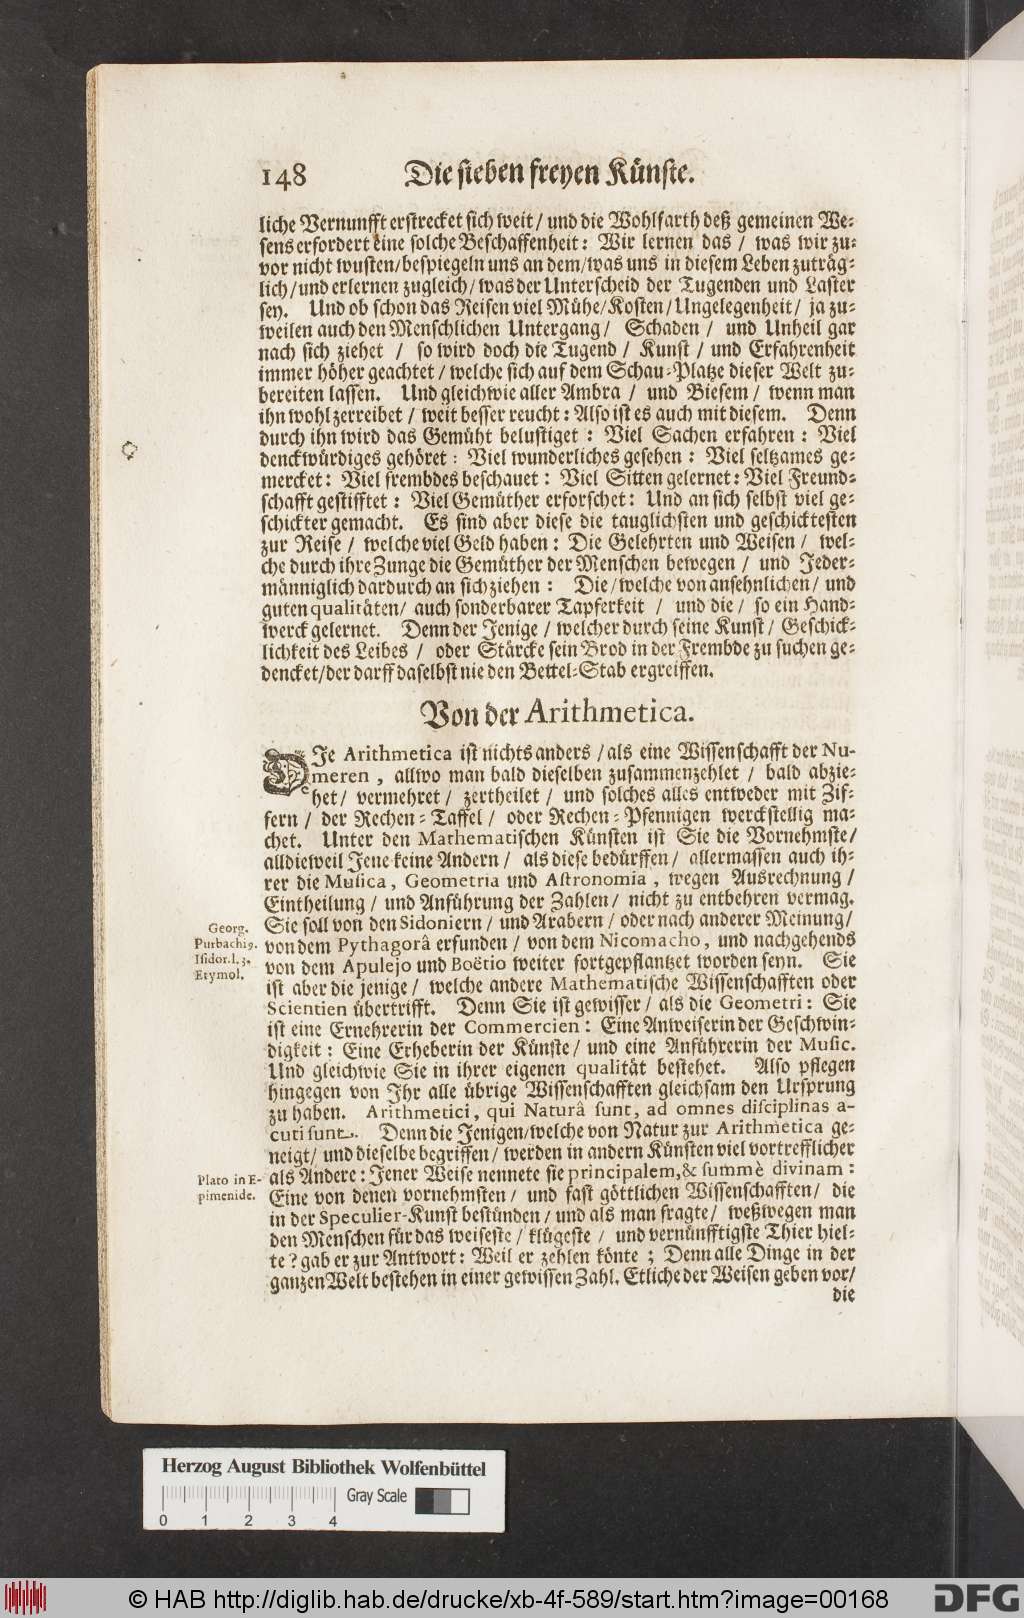 148 Die sieben freyen Künste.
liche Vernunfft erstrecket sich weit / und die Wohlfarth deß gemeinen We-
sens erfordert eine solche Beschaffenheit: Wir lernen das / was wir zu-
vor nicht wusten/bespiegeln uns an dem/was uns in diesem Leben zuträg-
lich/und erlernen zugleich/was der Unterscheid der Tugenden und Laster
sey. Und ob schon das Reisen viel Mühe/Kosten/Ungelegenheit/ ja zu-
weilen auch den Menschlichen Untergang/ Schaden / und Unheil gar
nach sich ziehet / so wird doch die Tugend / Kunst / und Erfahrenheit
immer höher geachtet / welche sich auf dem Schau-Platze dieser Welt zu-
bereiten lassen. Und gleichwie aller Ambra / und Biesem / wenn man
ihn wohl zerreibet / weit besser reucht: Also ist es auch mit diesem. Denn
durch ihn wird das Gemüht belustiget : Viel Sachen erfahren : Viel
denckwürdiges gehöret : Viel wunderliches gesehen : Viel seltzames ge-
mercket: Viel frembdes beschauet : Viel Sitten gelernet: Viel Freund-
schafft gestifftet : Viel Gemüther erforschet: Und an sich selbst viel ge-
schickter gemacht. Es sind aber diese die tauglichsten und geschicktesten
zur Reise / welche viel Geld haben : Die Gelehrten und Weisen / wel-
che durch ihre Zunge die Gemüther der Menschen bewegen / und Jeder-
männiglich dardurch an sich ziehen : Die/welche von ansehnlichen/ und
guten qualitäten/ auch sonderbarer Tapferkeit / und die / so ein Hand-
werck gelernet. Denn der Jenige / welcher durch seine Kunst / Geschick-
lichkeit des Leibes / oder Stärcke sein Brod in der Frembde zu suchen ge-
dencket/der darff daselbst nie den Bettel-Stab ergreiffen.
Von der Arithmetica.
DIe Arithmetica ist nichts anders / als eine Wissenschafft der Nu-
meren , allwo man bald dieselben zusammenzehlet / bald abzie-
het/ vermehret / zertheilet / und solches alles entweder mit Zif-
fern / der Rechen-Taffel / oder Rechen-Pfennigen werckstellig ma-
chet. Unter den Mathematischen Künsten ist Sie die Vornehmste/
alldieweil Jene keine Andern / als diese bedürffen / allermassen auch ih-
rer die Musica, Geometria und Astronomia , wegen Ausrechnung /
Eintheilung / und Anführung der Zahlen / nicht zu entbehren vermag.
Sie soll von den Sidoniern / und Arabern / oder nach anderer Meinung/
von dem Pythagorâ erfunden / von dem Nicomacho, und nachgehends
von dem Apulejo und Boëtio weiter fortgepflantzet worden seyn. Sie
ist aber die jenige / welche andere Mathematische Wissenschafften oder
Scientien übertrifft. Denn Sie ist gewisser / als die Geometri : Sie
ist eine Ernehrerin der Commercien : Eine Anweiserin der Geschwin-
digkeit : Eine Erheberin der Künste / und eine Anführerin der Music.
Und gleichwie Sie in ihrer eigenen qualität bestehet. Also pflegen
hingegen von Ihr alle übrige Wissenschafften gleichsam den Ursprung
zu haben. Arithmetici, qui Naturâ sunt, ad omnes disciplinas a-
cuti sunt. Denn die Jenigen/welche von Natur zur Arithmetica ge-
neigt/ und dieselbe begriffen / werden in andern Künsten viel vortrefflicher
als Andere: Jener Weise nennete sie principalem,& summè divinam :
Eine von denen vornehmsten / und fast göttlichen Wissenschafften/ die
in der Speculier-Kunst bestünden / und als man fragte / weßwegen man
den Menschen für das weiseste / klügeste / und vernünfftigste Thier hiel-
te ? gab er zur Antwort: Weil er zehlen könte ; Denn alle Dinge in der
gantzen Welt bestehen in einer gewissen Zahl. Etliche der Weisen geben vor/
die
Georg.
Purbachi9.
Isidor. l. 3.
Etymol.
Plato in E-
pimenide.
Herzog August Bibliothek Wolfenbüttel
Gray Scale
0 1 2 3 4
© HAB http://diglib.hab.de/drucke/xb-4f-589/start.htm?image=00168
DFG